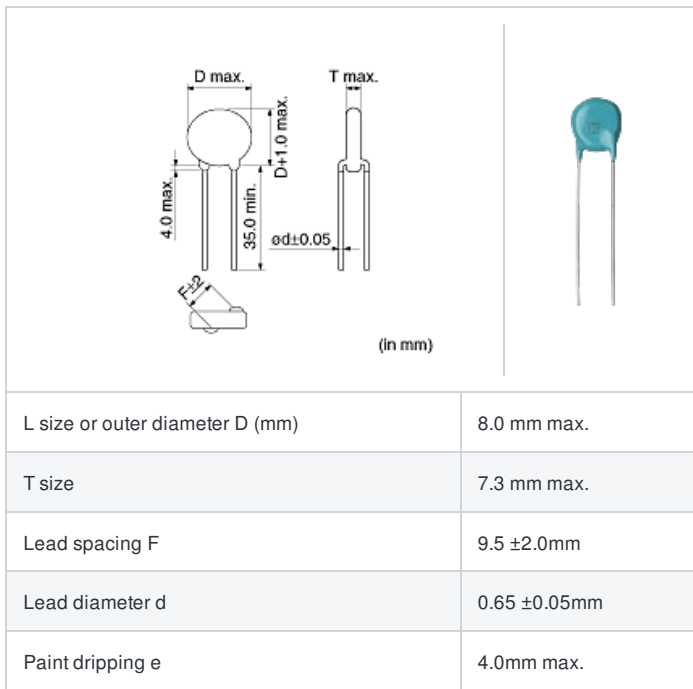 D max.
T max.
D+1.0 max.
4.0 max.
35.0 min.
ød±0.05
F±2
(in mm)
L size or outer diameter D (mm) 8.0 mm max.
T size 7.3 mm max.
Lead spacing F 9.5 ±2.0mm
Lead diameter d 0.65 ±0.05mm
Paint dripping e 4.0mm max.